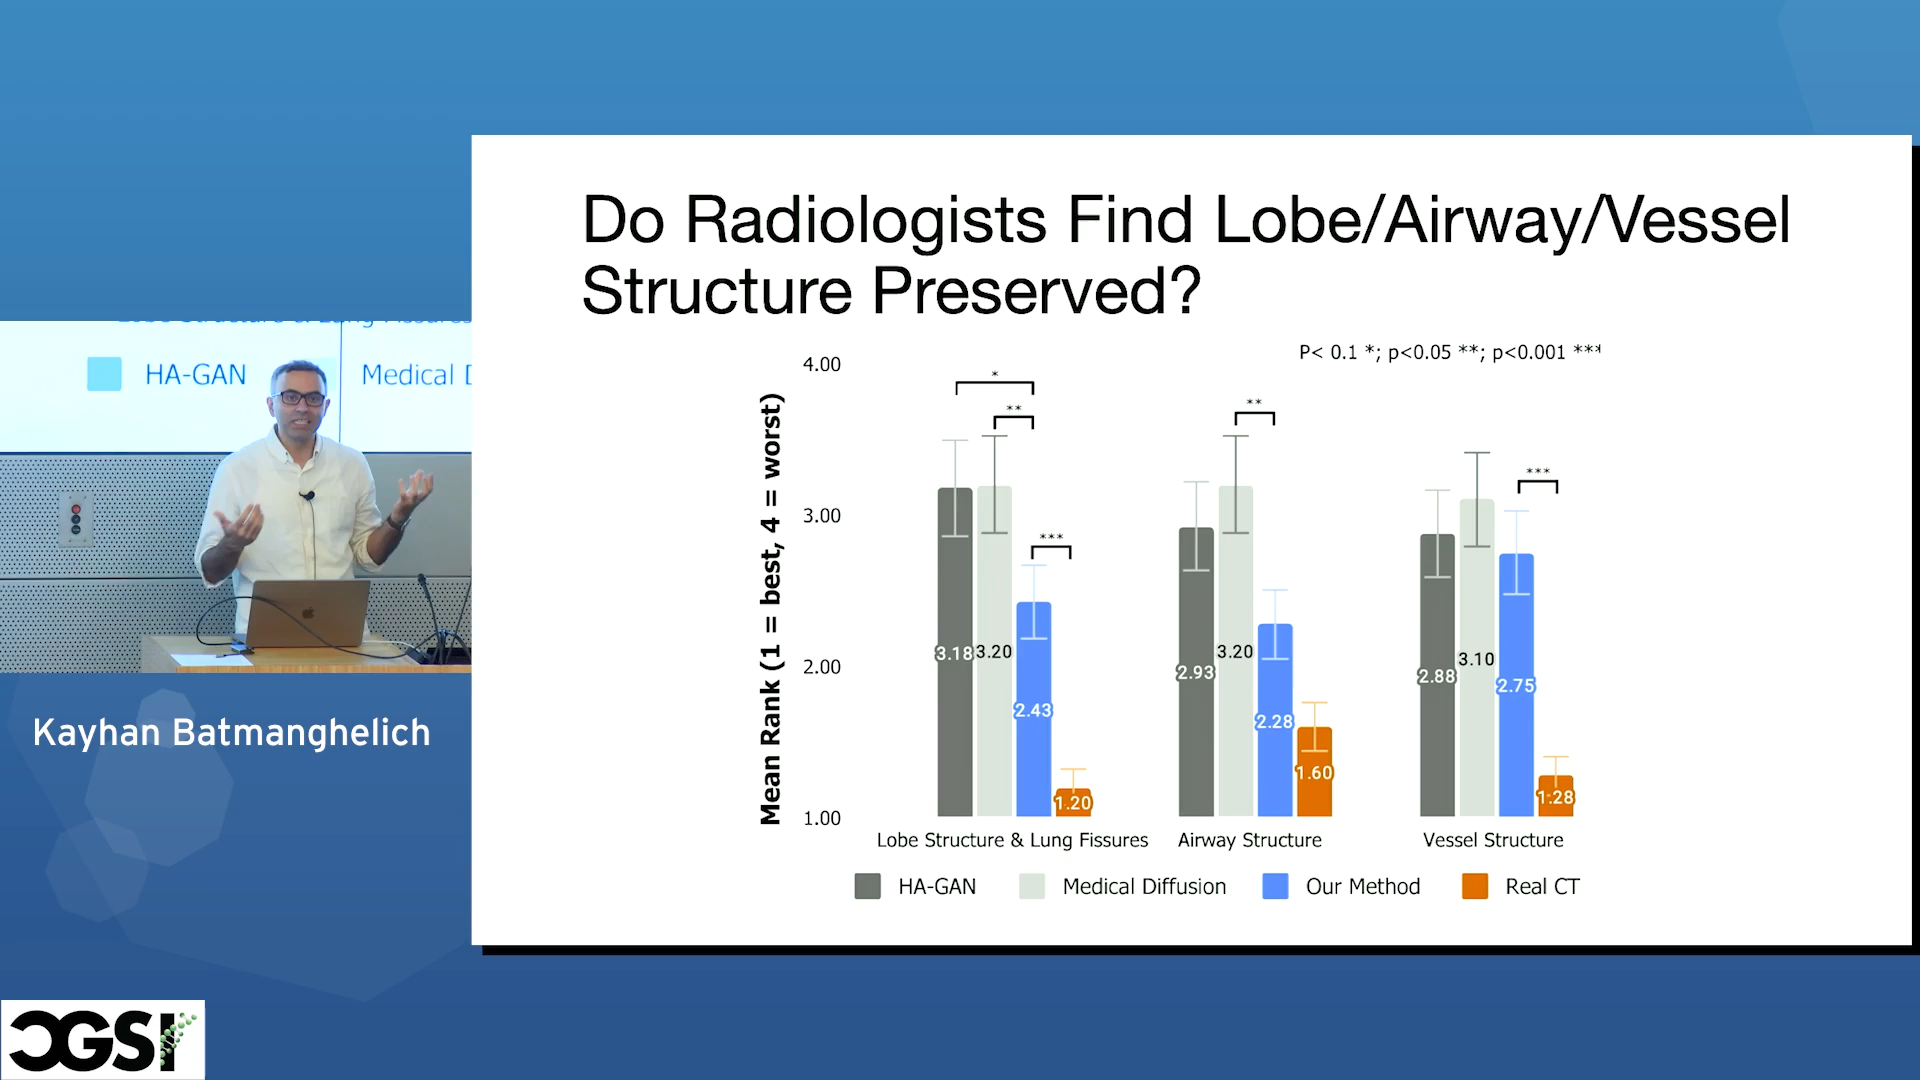 Do Radiologists Find Lobe/Airway/Vessel
Structure Preserved?
P< 0.1 *; p<0.05 **; p<0.001 ***
Mean Rank (1 = best, 4 = worst)
4.00
3.00
2.00
1.00
*
**
***
**
***
3.18
3.20
2.43
1.20
2.93
3.20
2.28
1.60
2.88
3.10
2.75
1.28
Lobe Structure & Lung Fissures
Airway Structure
Vessel Structure
HA-GAN
Medical Diffusion
Our Method
Real CT
HA-GAN
Medical
Kayhan Batmanghelich
CGSI